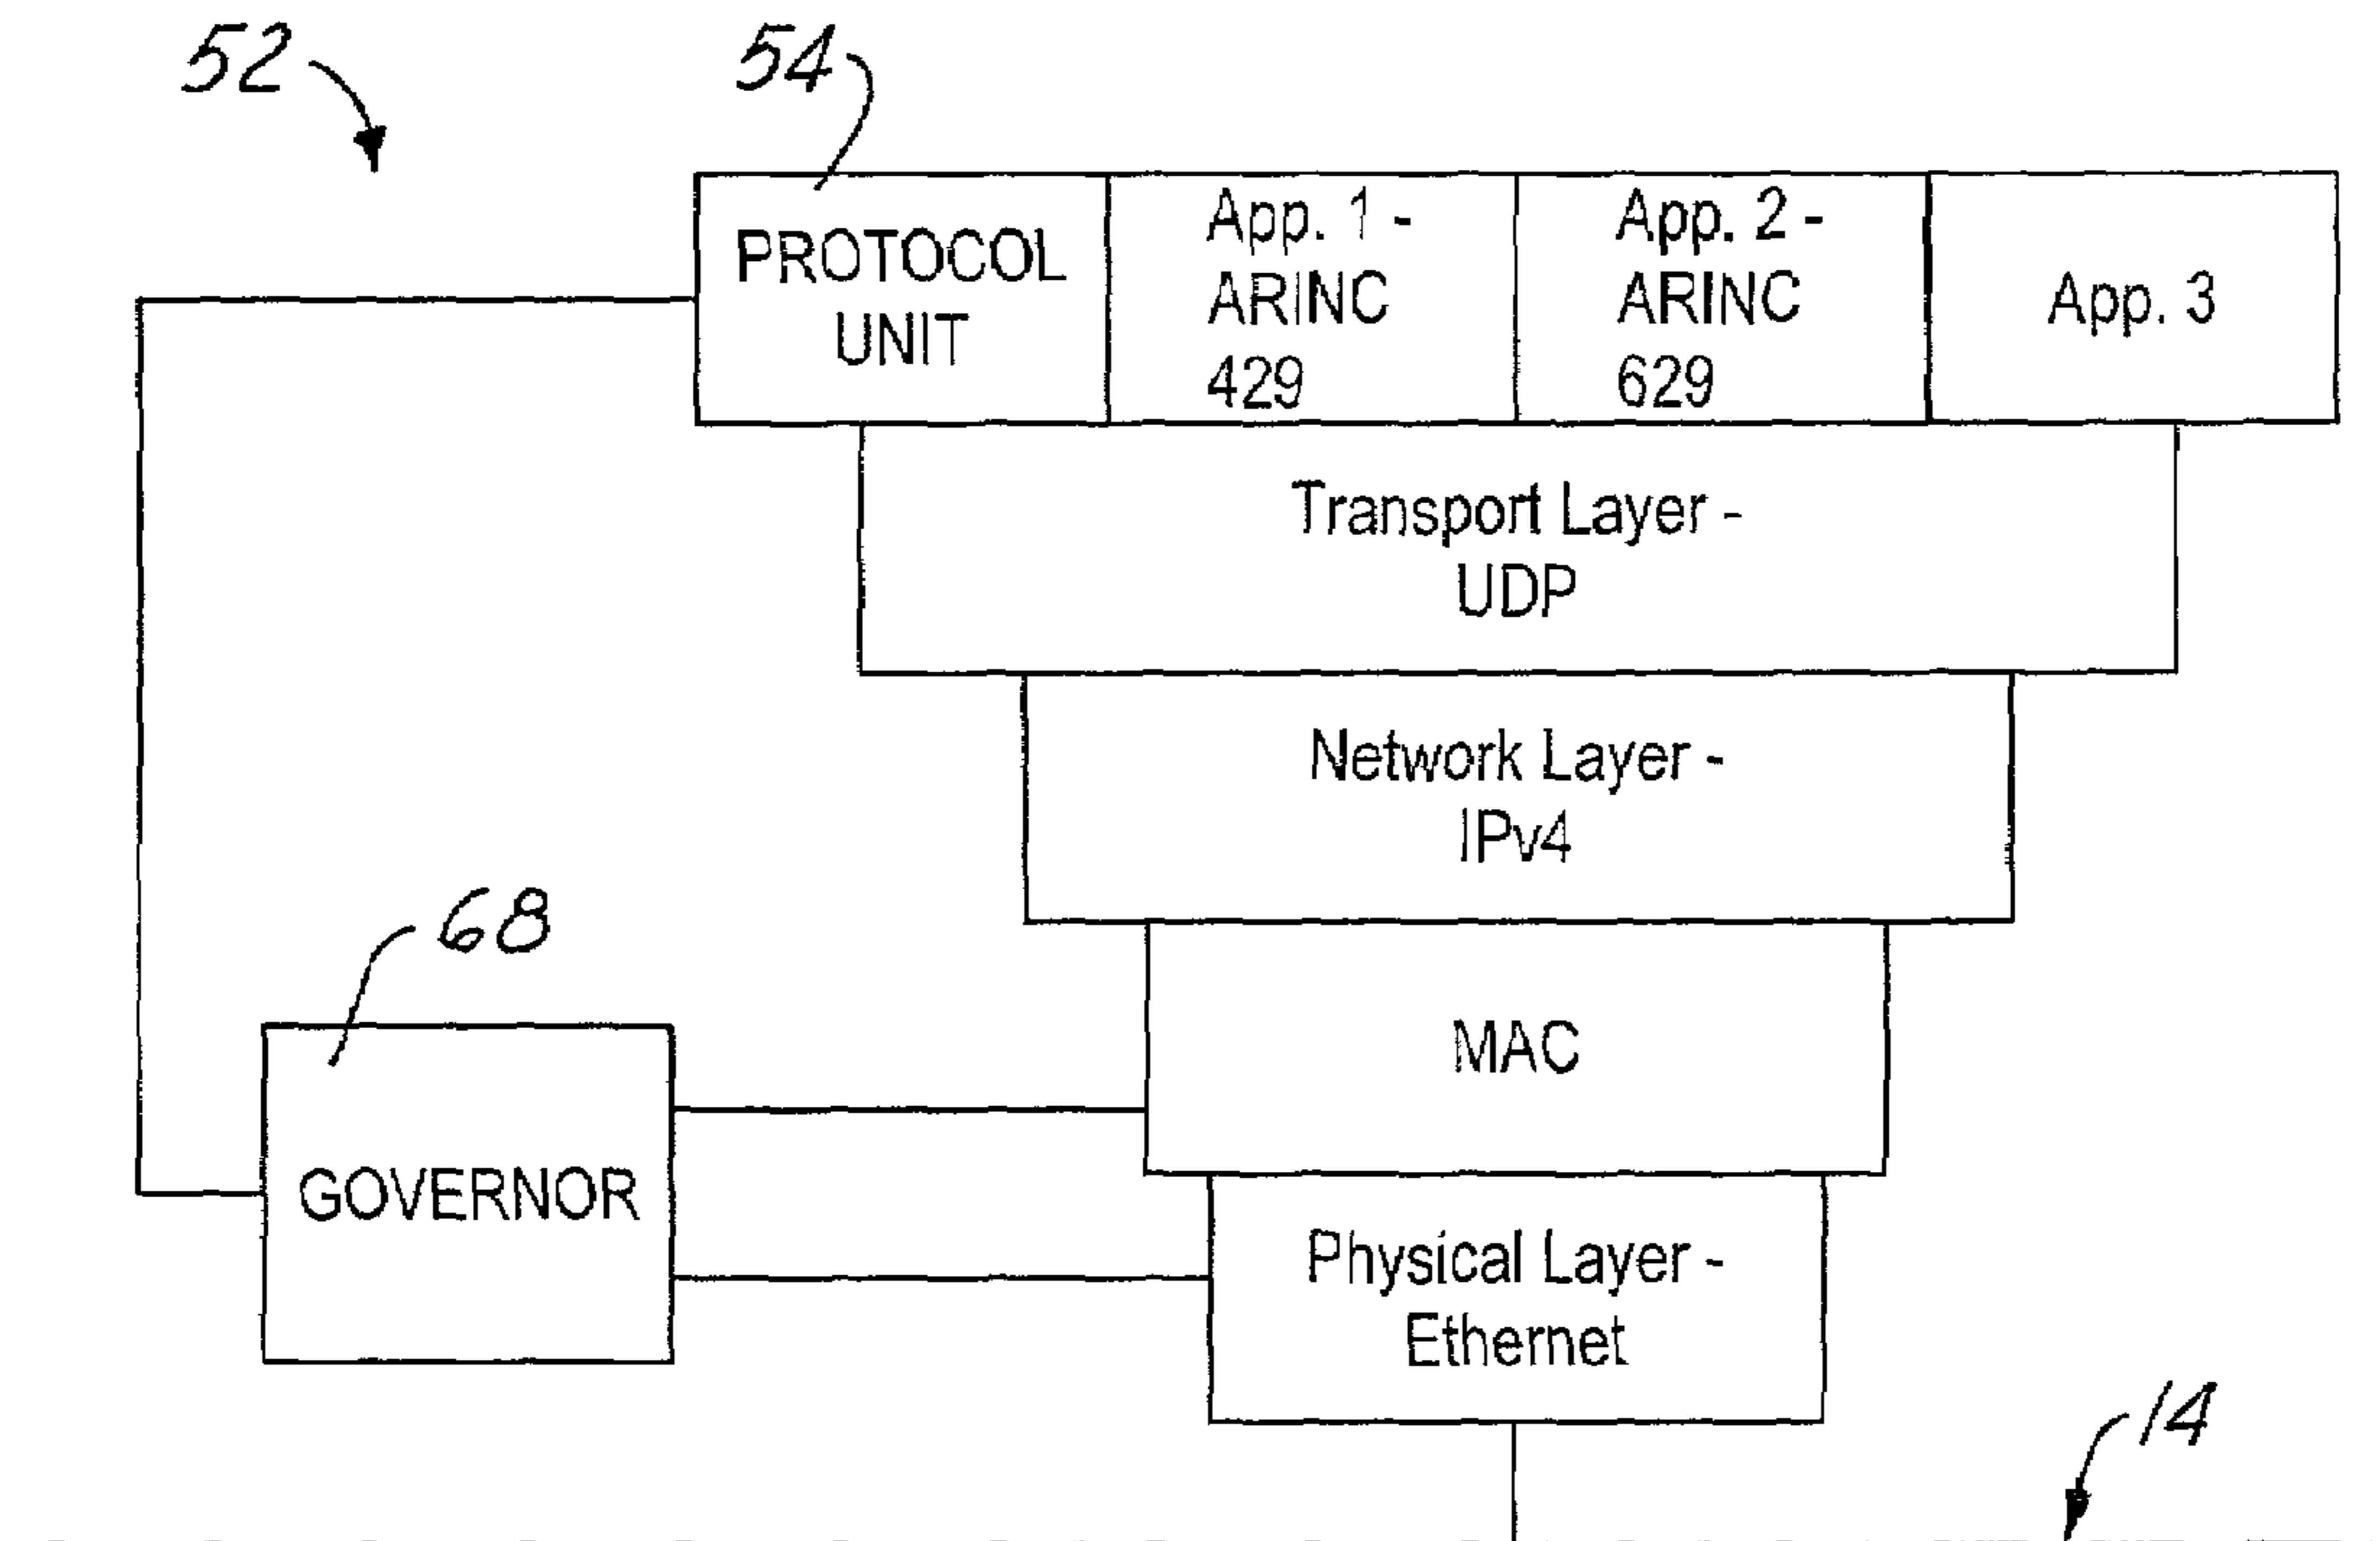 52
54
PROTOCOL
UNIT
App. 1 -
ARINC
429
App. 2 -
ARINC
629
App. 3
Transport Layer -
UDP
Network Layer -
IPv4
68
MAC
GOVERNOR
Physical Layer -
Ethernet
14